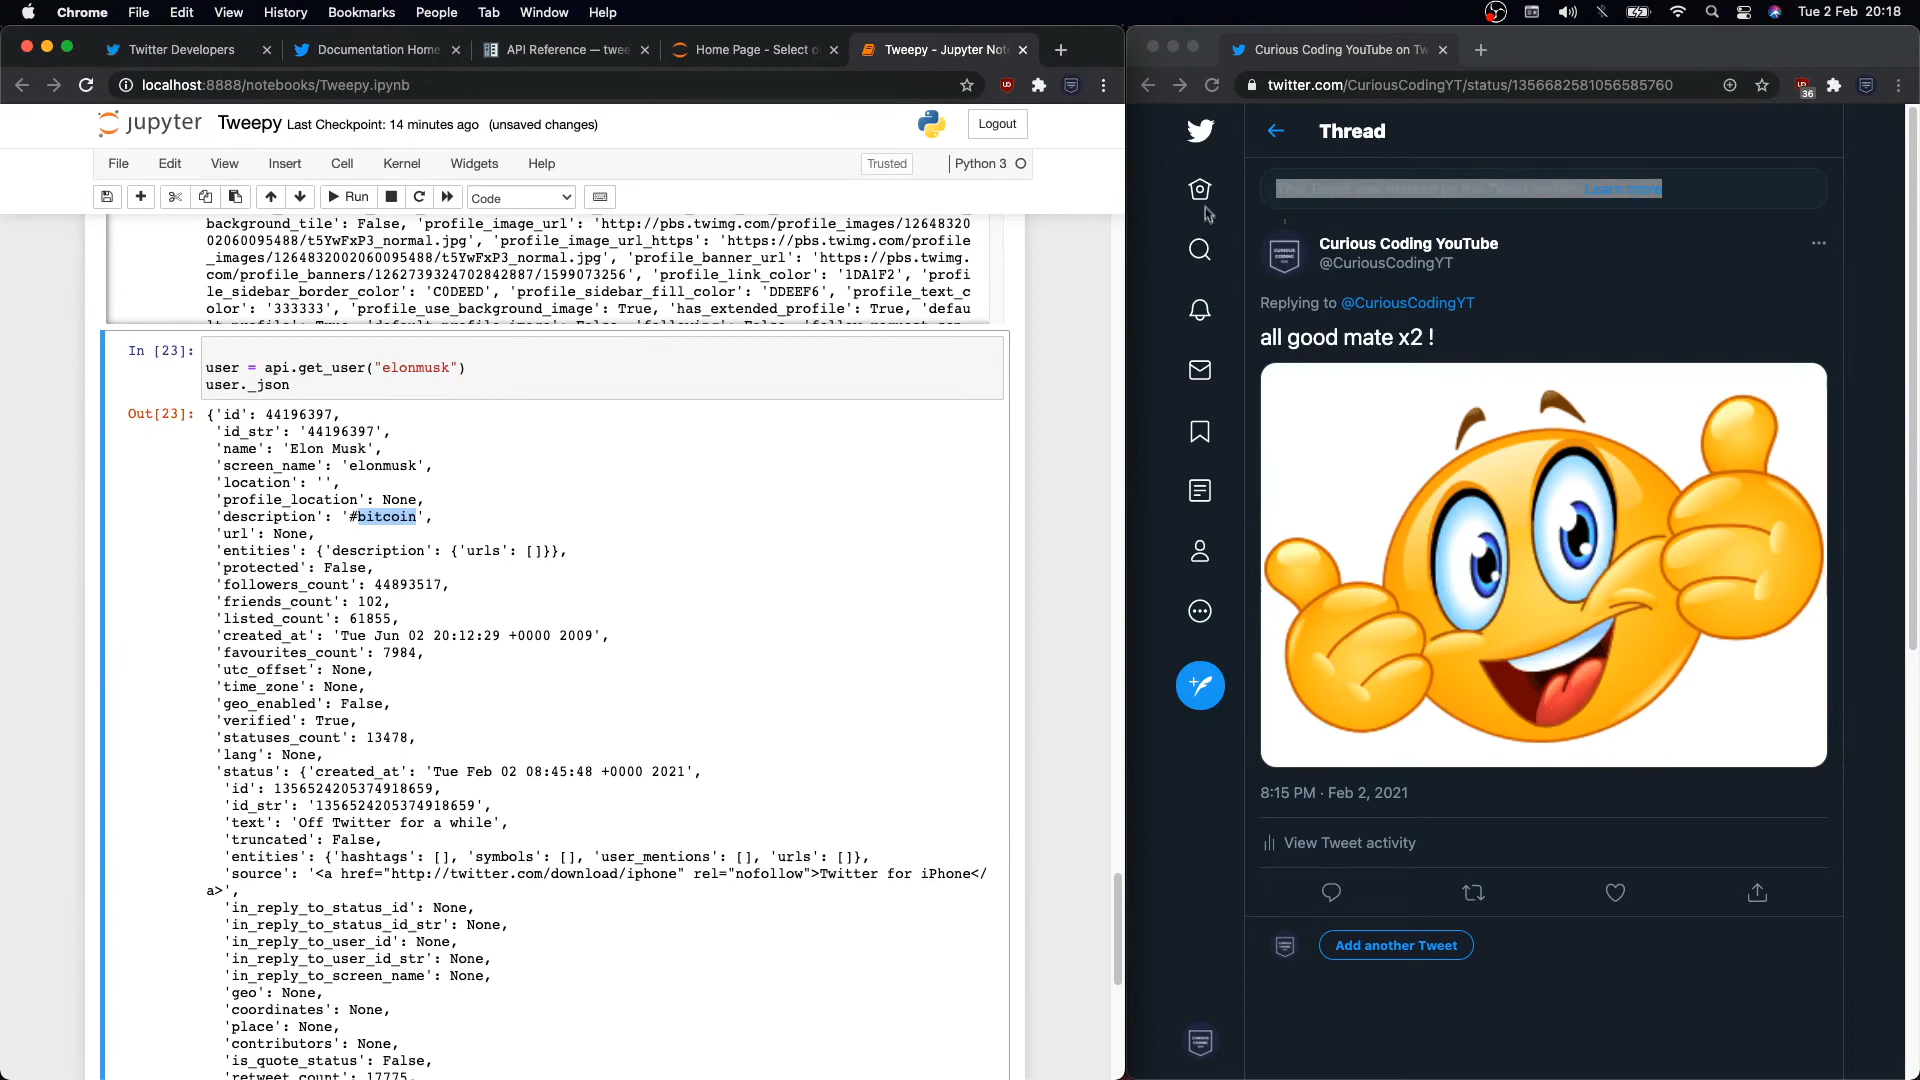 Chrome File Edit View History Bookmarks People Tab Window Help
Tue 2 Feb 20:18
Twitter Developers
Documentation Home
API Reference — twee
Home Page - Select o
Tweepy - Jupyter Not
localhost:8888/notebooks/Tweepy.ipynb
jupyter Tweepy Last Checkpoint: 14 minutes ago (unsaved changes)
Logout
File Edit View Insert Cell Kernel Widgets Help
Trusted
Python 3
Run
Code
background_tile': False, 'profile_image_url': 'http://pbs.twimg.com/profile_images/12648320
02060095488/t5YwFxP3_normal.jpg', 'profile_image_url_https': 'https://pbs.twimg.com/profile
_images/1264832002060095488/t5YwFxP3_normal.jpg', 'profile_banner_url': 'https://pbs.twimg.
com/profile_banners/1262739324702842887/1599073256', 'profile_link_color': '1DA1F2', 'profi
le_sidebar_border_color': 'C0DEED', 'profile_sidebar_fill_color': 'DDEEF6', 'profile_text_c
olor': '333333', 'profile_use_background_image': True, 'has_extended_profile': True, 'defau
In [23]:
user = api.get_user("elonmusk")
user._json
Out[23]: {'id': 44196397,
'id_str': '44196397',
'name': 'Elon Musk',
'screen_name': 'elonmusk',
'location': '',
'profile_location': None,
'description': '#bitcoin',
'url': None,
'entities': {'description': {'urls': []}},
'protected': False,
'followers_count': 44893517,
'friends_count': 102,
'listed_count': 61855,
'created_at': 'Tue Jun 02 20:12:29 +0000 2009',
'favourites_count': 7984,
'utc_offset': None,
'time_zone': None,
'geo_enabled': False,
'verified': True,
'statuses_count': 13478,
'lang': None,
'status': {'created_at': 'Tue Feb 02 08:45:48 +0000 2021',
'id': 1356524205374918659,
'id_str': '1356524205374918659',
'text': 'Off Twitter for a while',
'truncated': False,
'entities': {'hashtags': [], 'symbols': [], 'user_mentions': [], 'urls': []},
'source': '<a href="http://twitter.com/download/iphone" rel="nofollow">Twitter for iPhone</
a>',
'in_reply_to_status_id': None,
'in_reply_to_status_id_str': None,
'in_reply_to_user_id': None,
'in_reply_to_user_id_str': None,
'in_reply_to_screen_name': None,
'geo': None,
'coordinates': None,
'place': None,
'contributors': None,
'is_quote_status': False,
'retweet_count': 17775,
Curious Coding YouTube on Tw
twitter.com/CuriousCodingYT/status/1356682581056585760
36
Thread
Learn more
CURIOUS CODING
Curious Coding YouTube
@CuriousCodingYT
Replying to @CuriousCodingYT
all good mate x2 !
8:15 PM · Feb 2, 2021
View Tweet activity
Add another Tweet